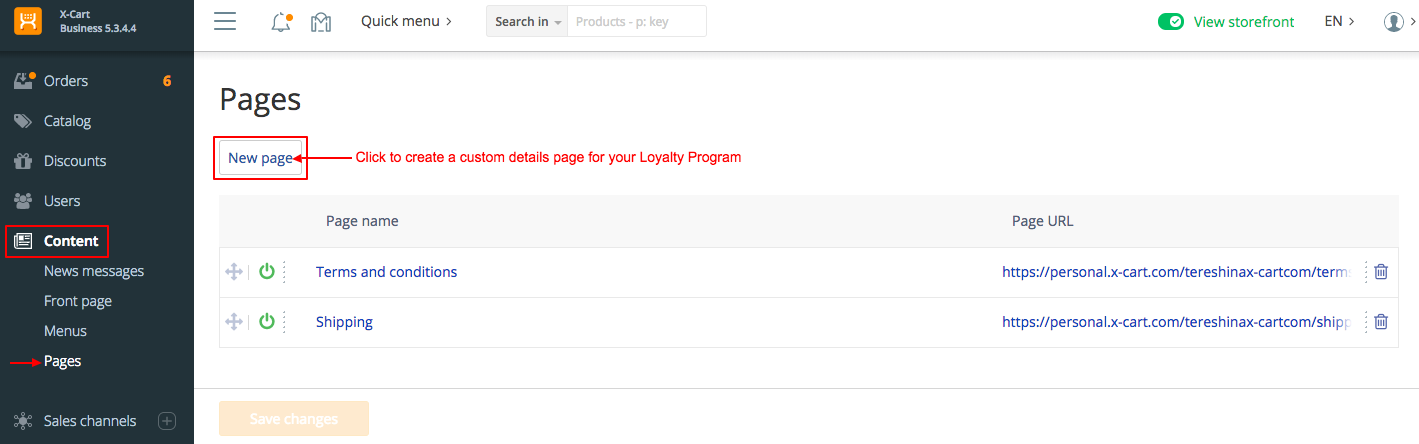 X-Cart
Business 5.3.4.4
Quick menu
Search in
Products - p: key
View storefront
EN
Orders 6
Catalog
Discounts
Users
Content
News messages
Front page
Menus
Pages
Sales channels
Pages
New page
Click to create a custom details page for your Loyalty Program
Page name Page URL
Terms and conditions https://personal.x-cart.com/tereshinax-cartcom/terms
Shipping https://personal.x-cart.com/tereshinax-cartcom/shipp
Save changes